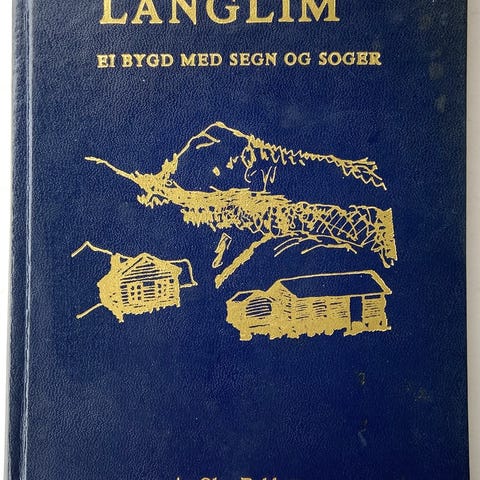 LANGLIM
EI BYGD MED SEGN OG SOGER